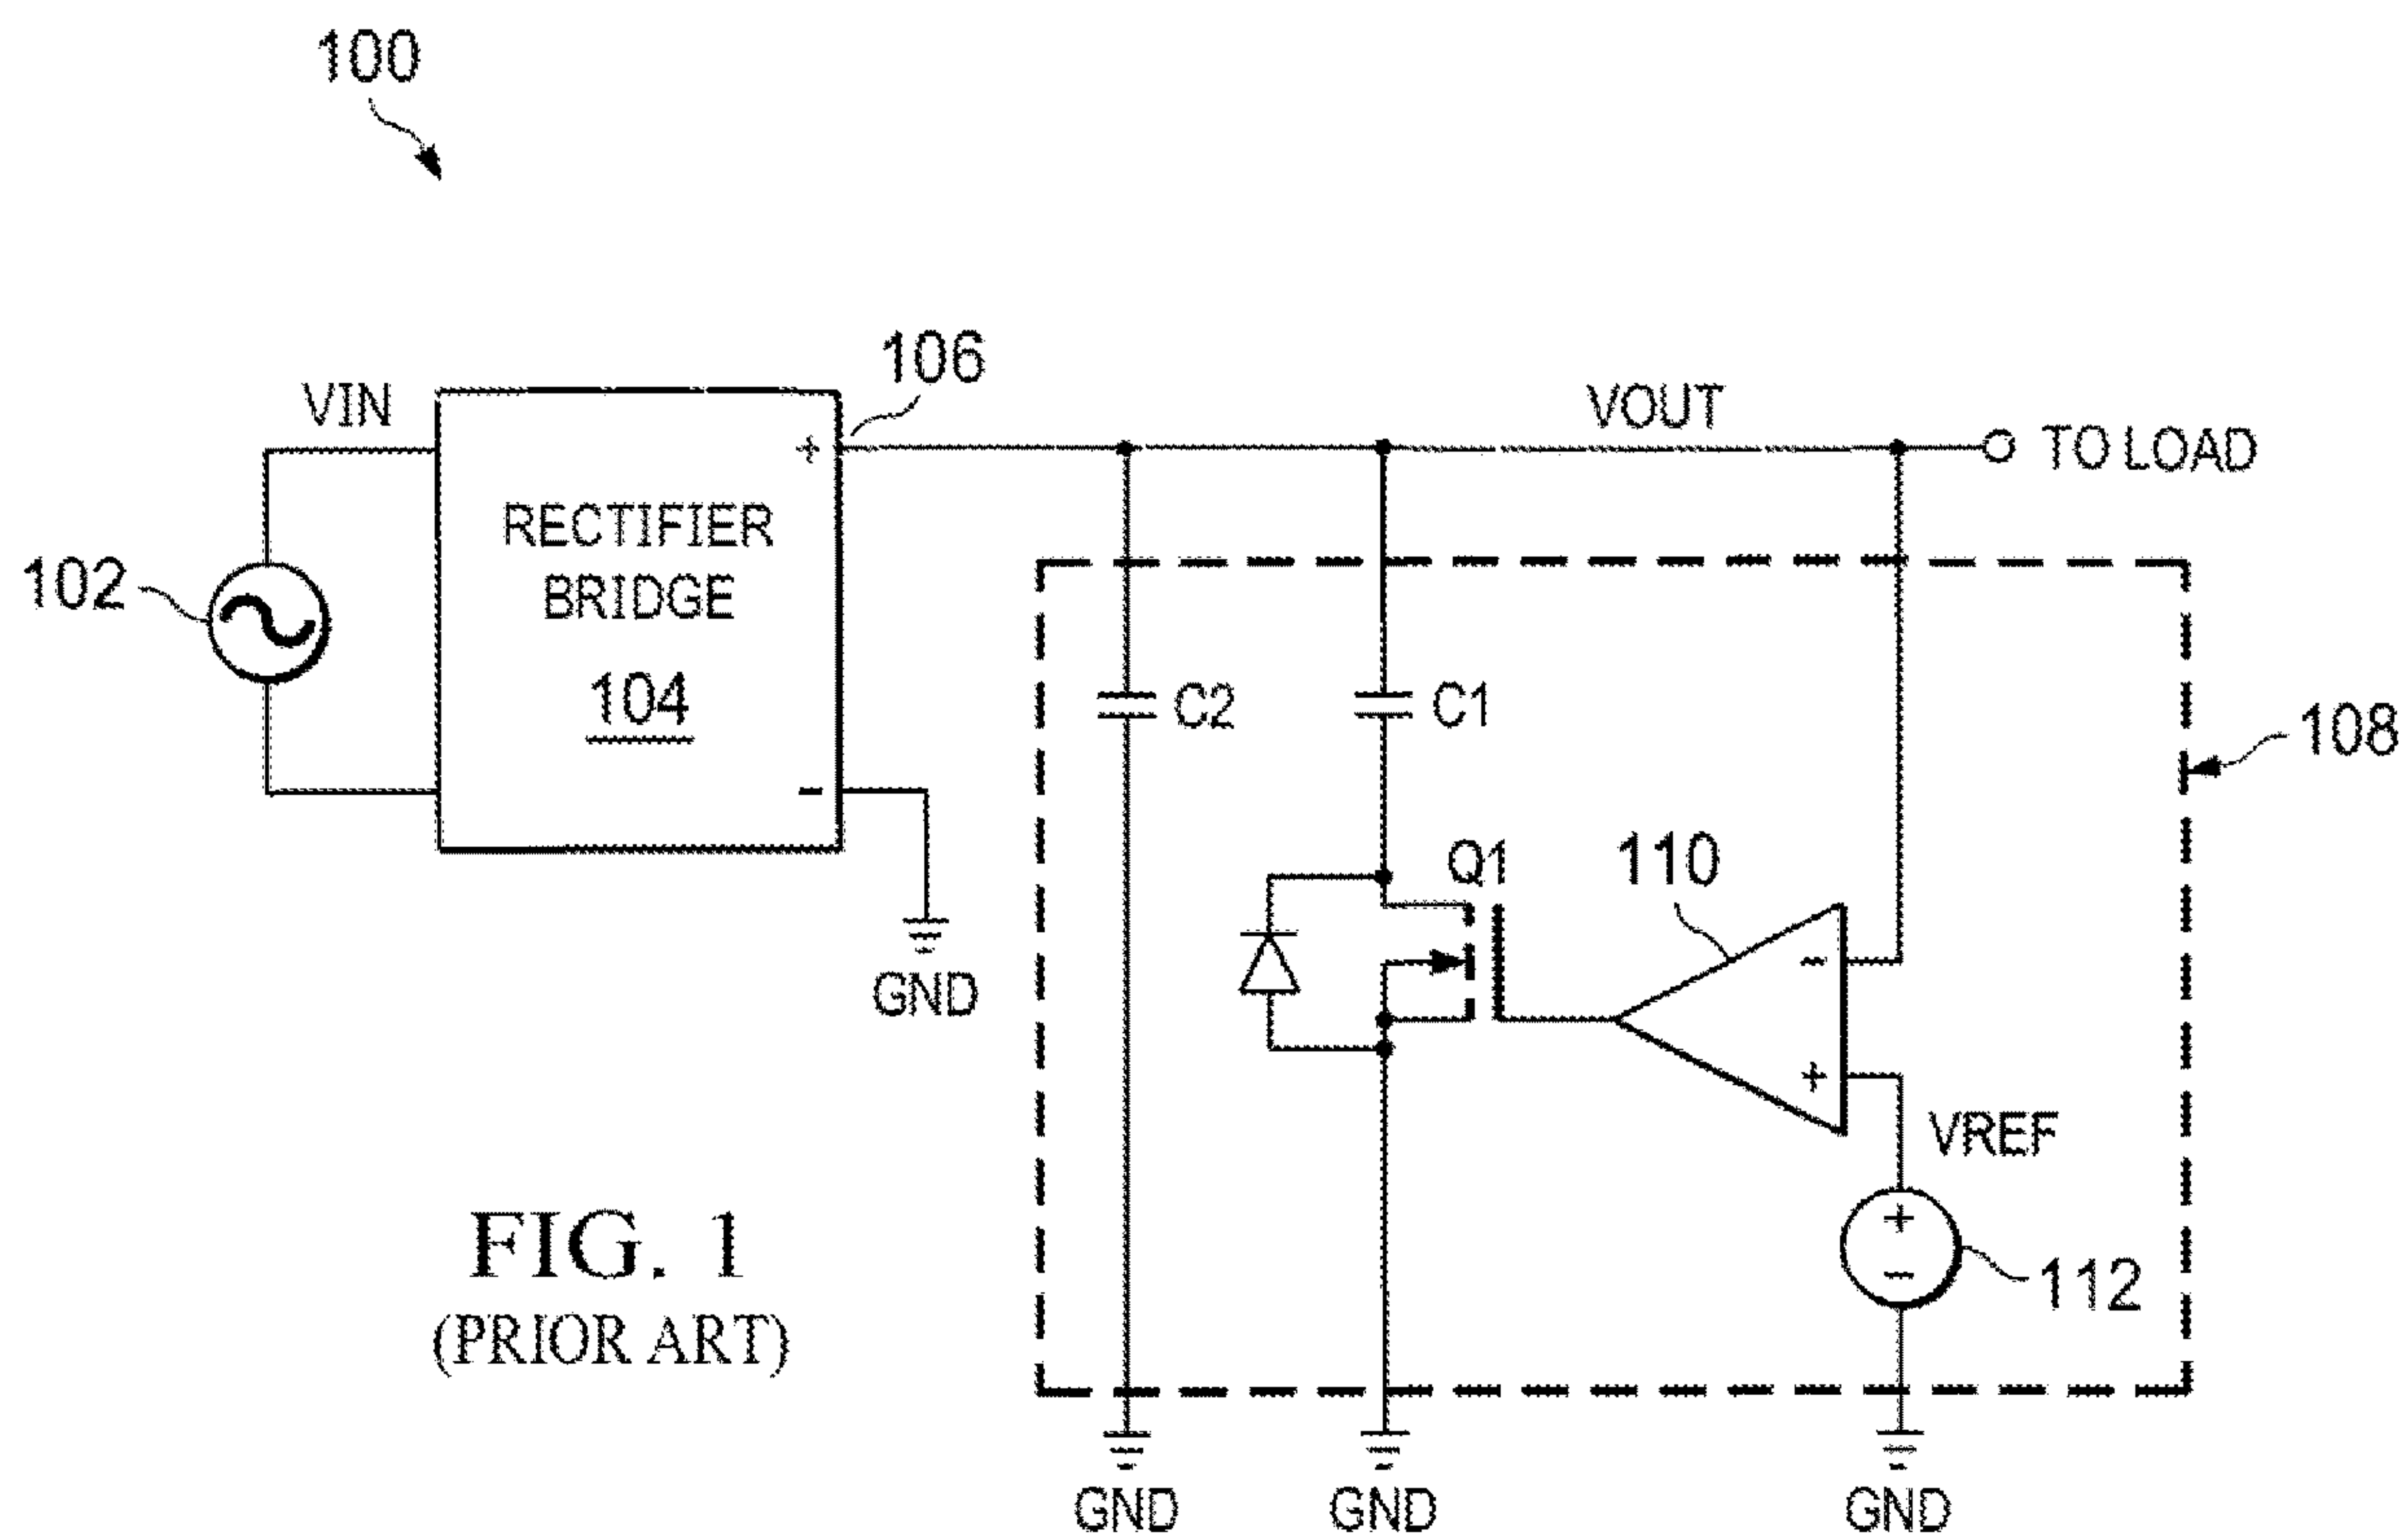 100
106
VIN
VOUT
+
TO LOAD
RECTIFIER
BRIDGE
102
104
C2
C1
108
-
Q1
110
-
GND
+
VREF
+
-
112
FIG. 1
(PRIOR ART)
GND
GND
GND